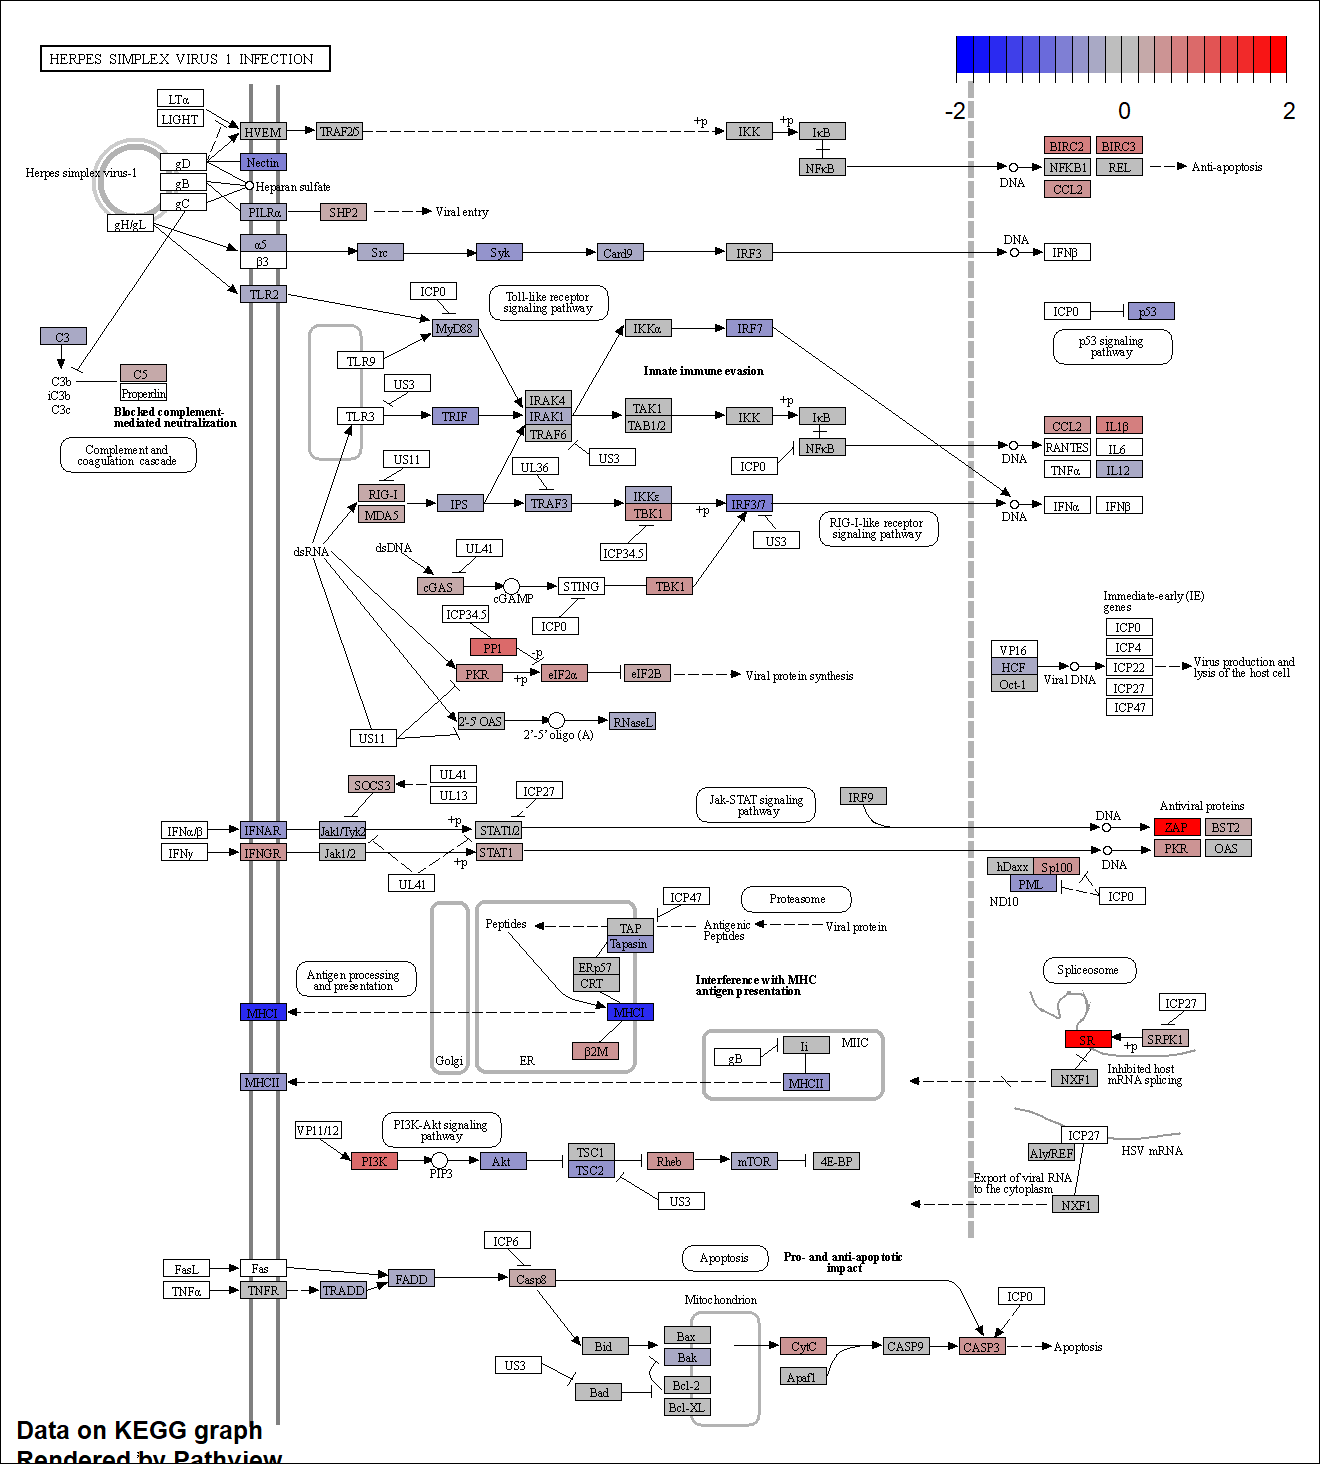 HERPES SIMPLEX VIRUS 1 INFECTION
-2 0 2
LTα
LIGHT
HVEM
TRAF2/5
+p
IKK
+p
IκB
NFκB
DNA
BIRC2 BIRC3
NFKB1 REL
CCL2
Anti-apoptosis
Herpes simplex virus-1
gD
gB
gC
gH/gL
Nectin
Heparan sulfate
PILRα
SHP2
Viral entry
α5
β3
Src
Syk
Card9
IRF3
DNA
IFNβ
TLR2
ICP0
Toll-like receptor
signaling pathway
MyD88
IKKα
IRF7
ICP0
p53
p53 signaling
pathway
C3
C3b
iC3b
C3c
C5
Properdin
Blocked complement-
mediated neutralization
Complement and
coagulation cascade
TLR9
US3
TLR3
TRIF
IRAK4
IRAK1
TRAF6
US3
Innate immune evasion
TAK1
TAB1/2
IKK
+p
IκB
NFκB
ICP0
DNA
CCL2 IL1β
RANTES IL6
TNFα IL12
US11
RIG-I
MDA5
IPS
UL36
TRAF3
IKKε
TBK1
ICP34.5
+p
IRF3/7
US3
RIG-I-like receptor
signaling pathway
DNA
IFNα IFNβ
dsRNA
dsDNA
UL41
cGAS
cGAMP
STING
ICP0
TBK1
ICP34.5
PP1
-p
PKR
+p
eIF2α
eIF2B
Viral protein synthesis
2'-5' OAS
2'-5' oligo (A)
RNaseL
US11
Immediate-early (IE)
genes
VP16
HCF
Oct-1
Viral DNA
ICP0
ICP4
ICP22
ICP27
ICP47
Virus production and
lysis of the host cell
SOCS3
UL41
UL13
ICP27
Jak-STAT signaling
pathway
IRF9
IFNα/β
IFNAR
Jak1/Tyk2
+p
STAT1/2
DNA
Antiviral proteins
ZAP BST2
PKR OAS
IFNγ
IFNGR
Jak1/2
+p
STAT1
DNA
UL41
hDaxx Sp100
PML
ND10
ICP0
ICP47
Proteasome
Peptides
TAP
Tapasin
Antigenic
Peptides
Viral protein
ERp57
CRT
Antigen processing
and presentation
Interference with MHC
antigen presentation
MHCI
MHCI
β2M
Golgi
ER
gB
Ii
MIIC
MHCII
MHCII
Spliceosome
ICP27
SR
+p
SRPK1
NXF1
Inhibited host
mRNA splicing
VP11/12
PI3K-Akt signaling
pathway
PI3K
PIP3
Akt
TSC1
TSC2
US3
Rheb
mTOR
4E-BP
ICP27
Aly/REF
HSV mRNA
Export of viral RNA
to the cytoplasm
NXF1
ICP6
Apoptosis
Pro- and anti-apoptotic
impact
FasL
Fas
TNFα
TNFR
TRADD
FADD
Casp8
Mitochondrion
ICP0
Bid
Bax
Bak
Bcl-2
Bcl-XL
US3
Bad
CytC
Apaf1
CASP9
CASP3
Apoptosis
Data on KEGG graph
Rendered by Pathview